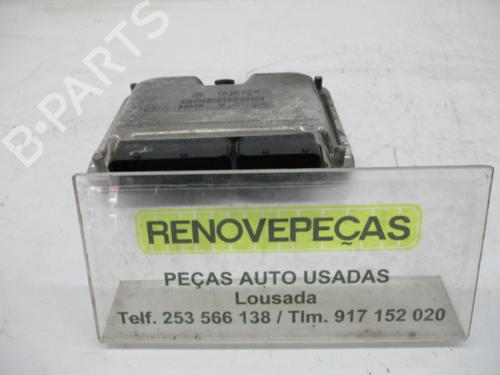 B-PARTS
RENOVEPEÇAS
PEÇAS AUTO USADAS
Lousada
Telf. 253 566 138 / Tlm. 917 152 020